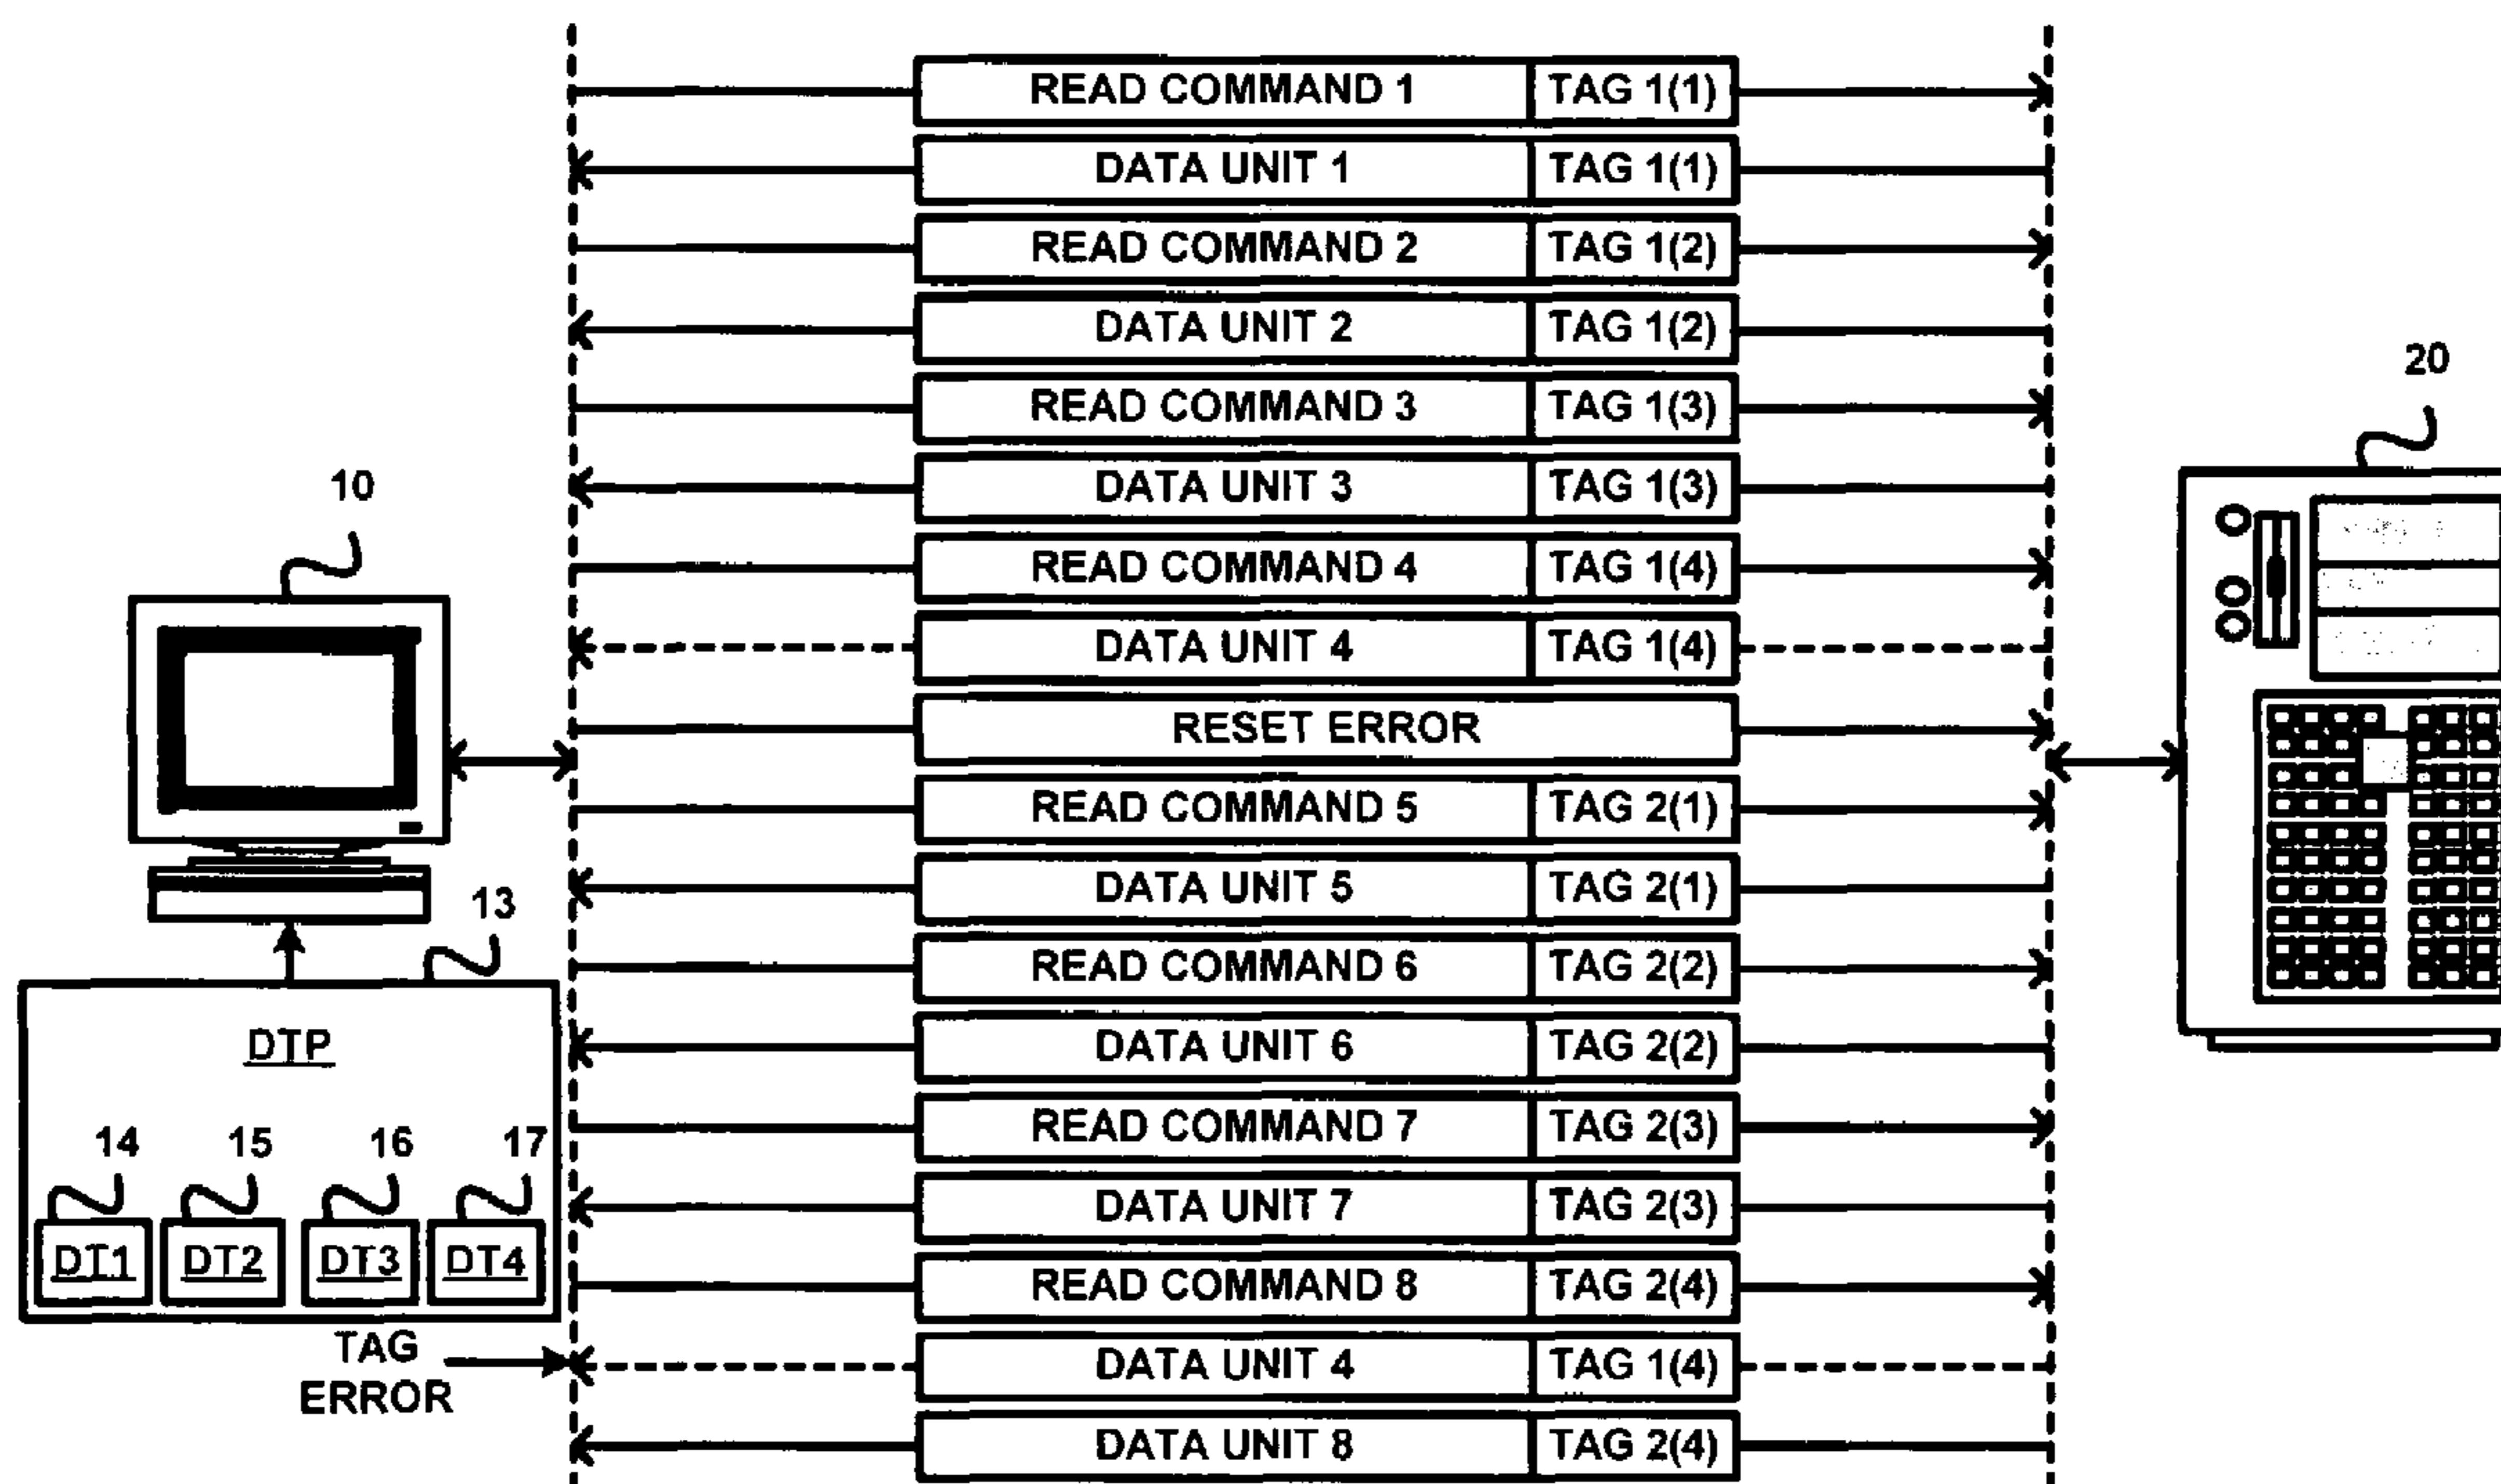 READ COMMAND 1 TAG 1(1)
DATA UNIT 1 TAG 1(1)
READ COMMAND 2 TAG 1(2)
DATA UNIT 2 TAG 1(2)
READ COMMAND 3 TAG 1(3)
DATA UNIT 3 TAG 1(3)
READ COMMAND 4 TAG 1(4)
DATA UNIT 4 TAG 1(4)
RESET ERROR
READ COMMAND 5 TAG 2(1)
DATA UNIT 5 TAG 2(1)
READ COMMAND 6 TAG 2(2)
DATA UNIT 6 TAG 2(2)
READ COMMAND 7 TAG 2(3)
DATA UNIT 7 TAG 2(3)
READ COMMAND 8 TAG 2(4)
DATA UNIT 4 TAG 1(4)
DATA UNIT 8 TAG 2(4)
10
13
DTP
14 15 16 17
DT1 DT2 DT3 DT4
TAG
ERROR
20